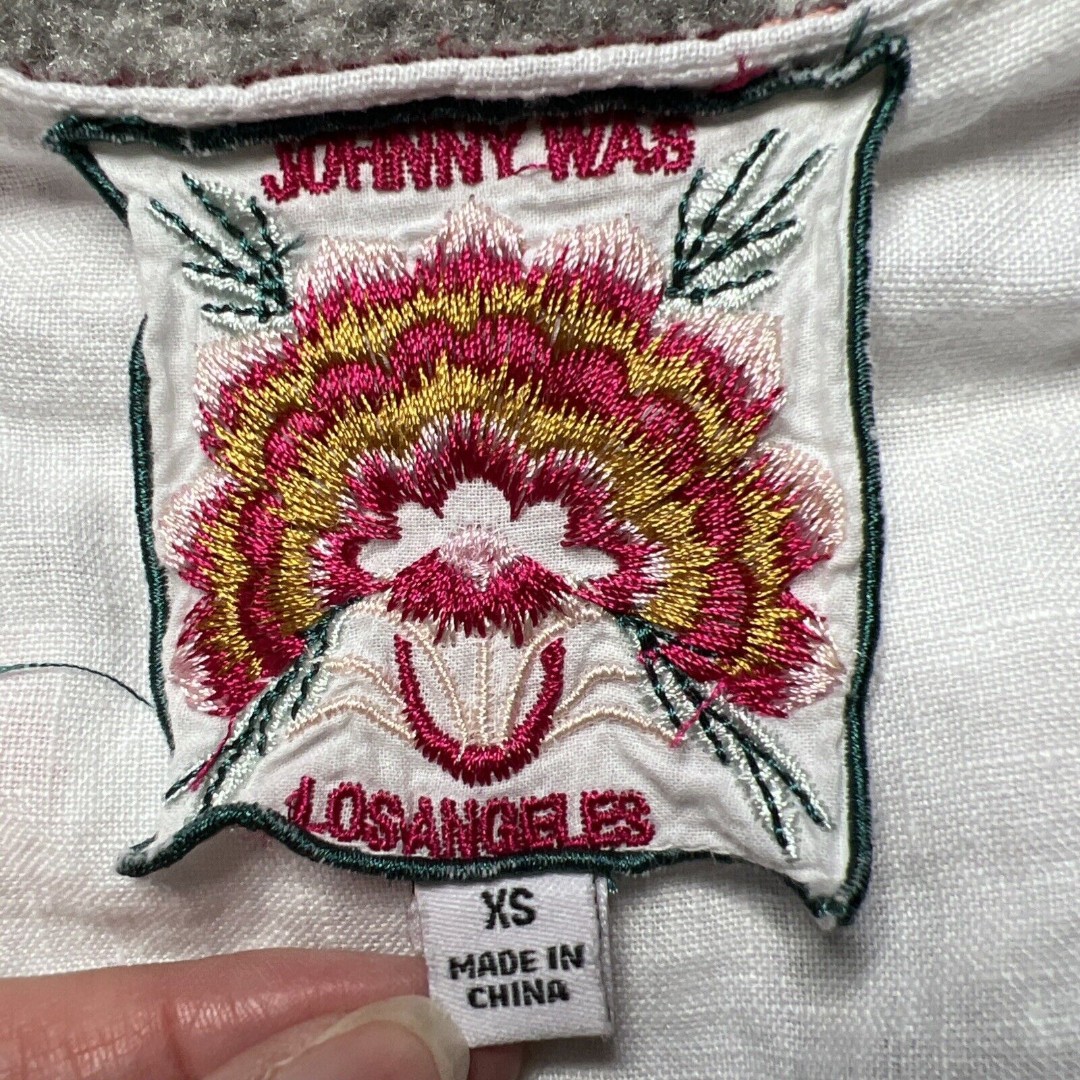 JOHNNY WAS
LOS ANGELES
XS
MADE IN
CHINA